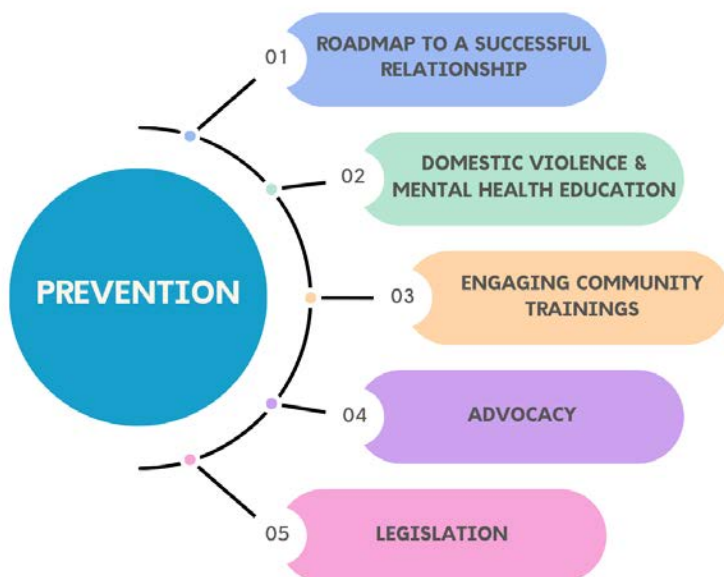 01
ROADMAP TO A SUCCESSFUL
RELATIONSHIP
02
DOMESTIC VIOLENCE &
MENTAL HEALTH EDUCATION
PREVENTION
03
ENGAGING COMMUNITY
TRAININGS
04
ADVOCACY
05
LEGISLATION